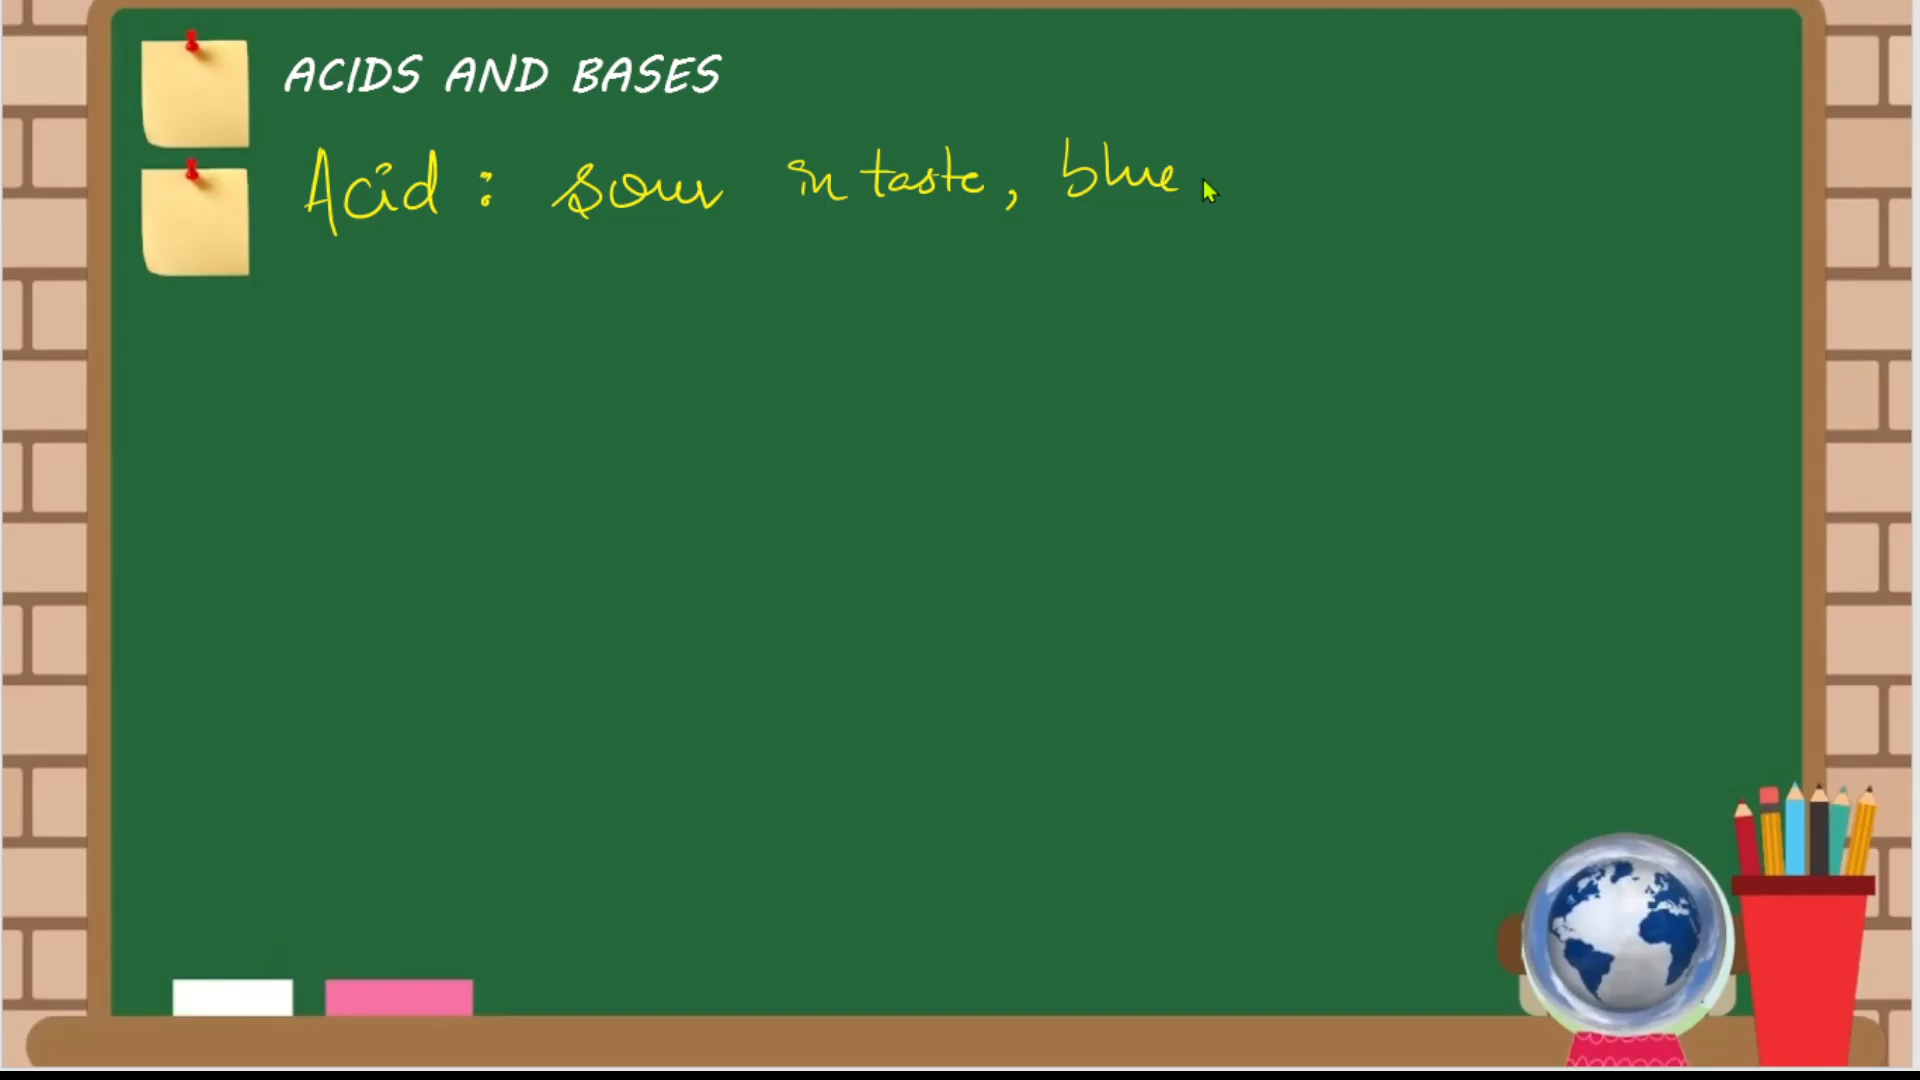 ACIDS AND BASES
Acid : sour in taste, blue